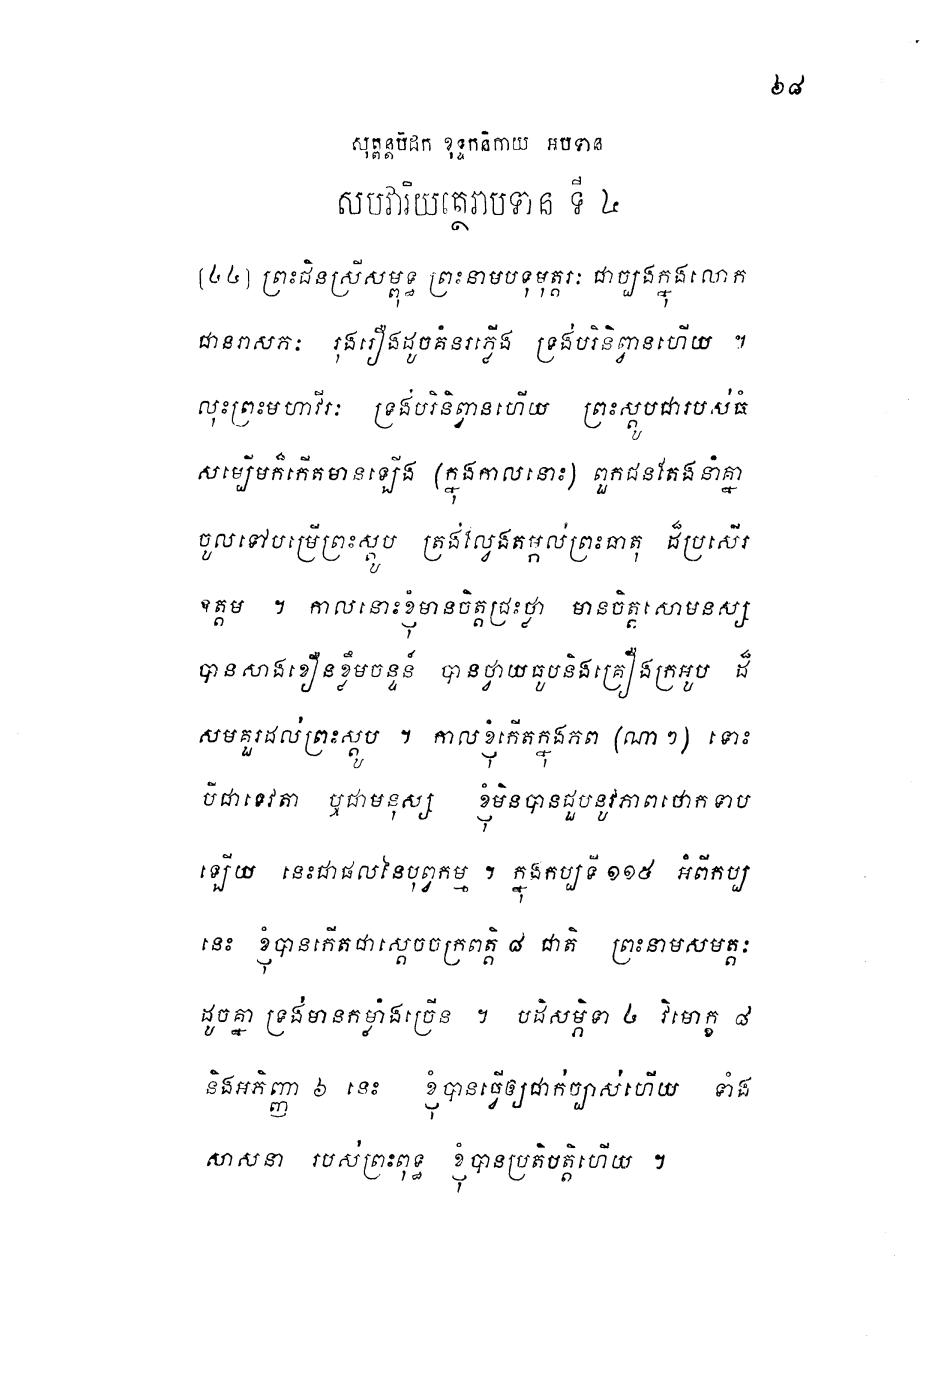 ៦៨
សុត្តន្តបិដក ខុទ្ទកនិកាយ អបទាន
សបរិវារិយត្ថេរាបទាន ទី ៤
(៤៤) ព្រះជិនស្រីសម្ពុទ្ធ ព្រះនាមបទុមុត្តរៈ ជាច្បងក្នុងលោក
ជានរាសភៈ រុងរឿងដូចគំនរភ្លើង ទ្រង់បរិនិព្វានហើយ ។
លុះព្រះមហាវីរៈ ទ្រង់បរិនិព្វានហើយ ព្រះស្តូបជារបស់ធំ
សម្បើមក៏កើតមានឡើង (ក្នុងកាលនោះ) ពួកជនតែងនាំគ្នា
ចូលទៅបម្រើព្រះស្តូប ត្រង់ល្វែងតម្កល់ព្រះធាតុ ដ៏ប្រសើរ
ឧត្តម ។ កាលនោះខ្ញុំមានចិត្តជ្រះថ្លា មានចិត្តសោមនស្ស
បានសាងខឿនខ្លឹមចន្ទន៍ បានថ្វាយធូបនិងគ្រឿងក្រអូប ដ៏
សមគួរដល់ព្រះស្តូប ។ កាលខ្ញុំកើតក្នុងភព (ណាៗ) ទោះ
បីជាទេវតា ឬជាមនុស្ស ខ្ញុំមិនបានជួបនូវភាពថោកទាប
ឡើយ នេះជាផលនៃបុព្វកម្ម ។ ក្នុងកប្បទី ១១៥ អំពីកប្ប
នេះ ខ្ញុំបានកើតជាស្តេចចក្រពត្តិ ៨ ជាតិ ព្រះនាមសមត្តៈ
ដូចគ្នា ទ្រង់មានកម្លាំងច្រើន ។ បដិសម្ភិទា ៤ វិមោក្ខ ៨
និងអភិញ្ញា ៦ នេះ ខ្ញុំបានធ្វើឲ្យជាក់ច្បាស់ហើយ ទាំង
សាសនា របស់ព្រះពុទ្ធ ខ្ញុំបានប្រតិបត្តិហើយ ។